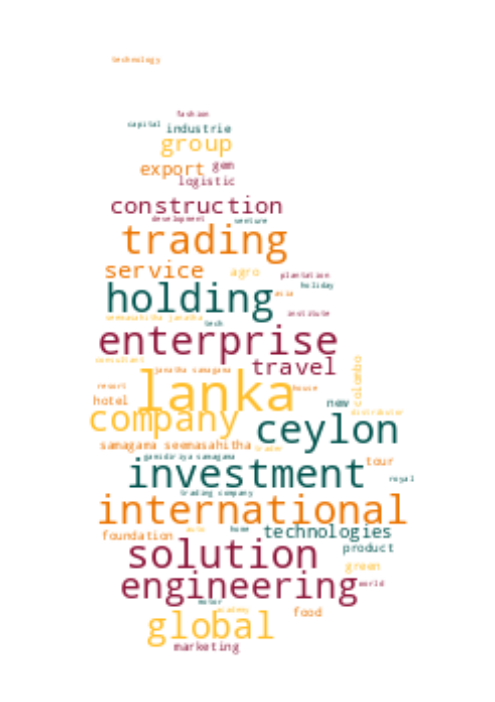 technology
fashion
capital industrie
group
export gem
logistic
construction
development venture
trading
service agro plantation
holiday
holding asia
seemasahitha janatha institute
tech
enterprise
consultant travel colombo
janatha samagama
lanka
resort house
hotel new
company distributor
ceylon
samagama seemasahitha trader
gamidiriya samagama tour
investment royal
trading company
international
auto home technologies
foundation product
solution green
engineering world
motor
academy food
global
marketing